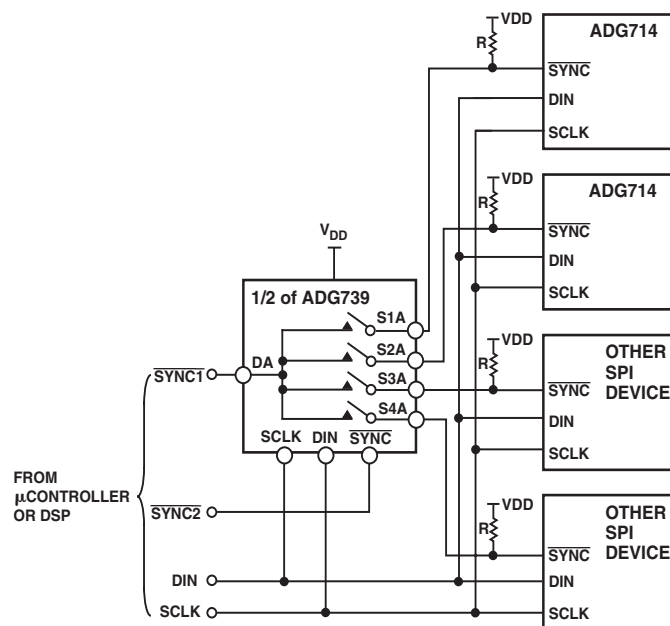 VDD
ADG714
R
SYNC
DIN
SCLK
VDD
ADG714
R
SYNC
DIN
SCLK
VDD
1/2 of ADG739
S1A
DA
S2A
S3A
S4A
SCLK DIN SYNC
VDD
OTHER
SPI
DEVICE
R
SYNC
DIN
SCLK
VDD
OTHER
SPI
DEVICE
R
SYNC
DIN
SCLK
SYNC1
FROM
μCONTROLLER
OR DSP
SYNC2
DIN
SCLK